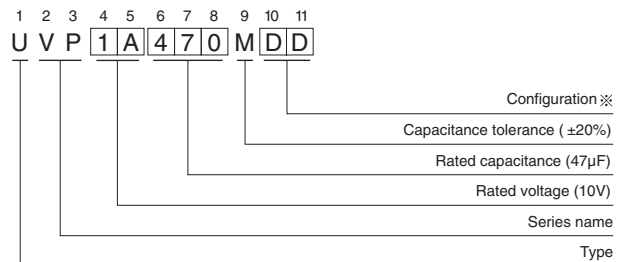 1 2 3 4 5 6 7 8 9 10 11
U V P 1 A 4 7 0 M D D
Configuration ※
Capacitance tolerance ( ±20%)
Rated capacitance (47µF)
Rated voltage (10V)
Series name
Type